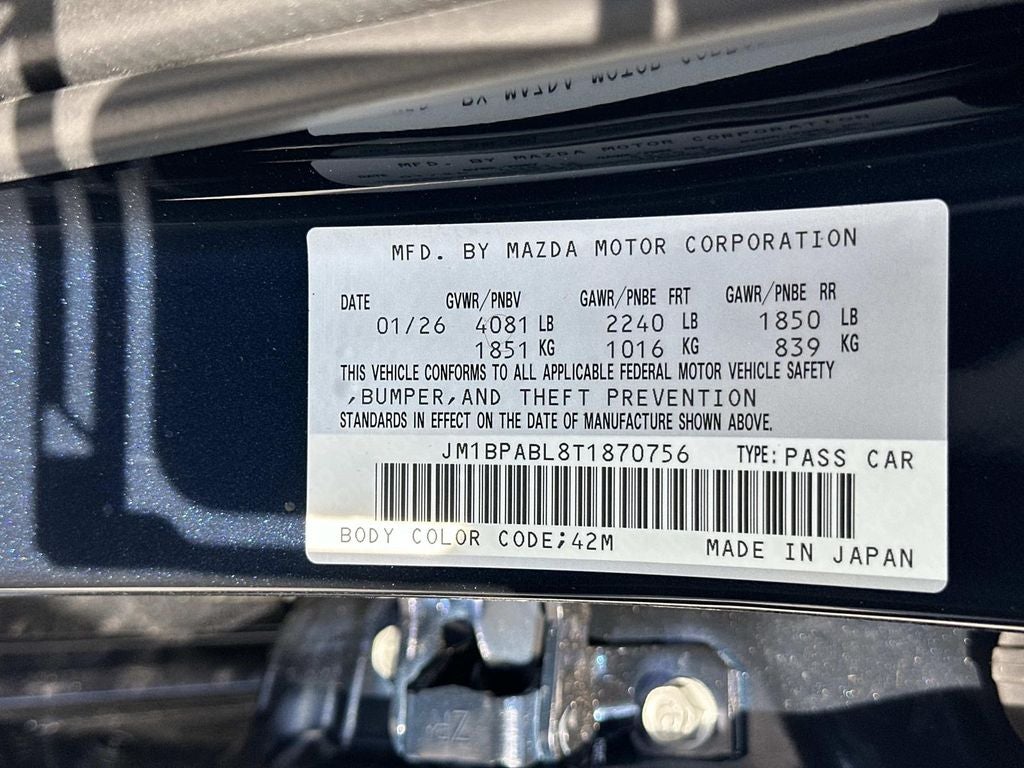 MFD. BY MAZDA MOTOR CORPORATION
DATE GVWR/PNBV GAWR/PNBE FRT GAWR/PNBE RR
01/26 4081 LB 2240 LB 1850 LB
1851 KG 1016 KG 839 KG
THIS VEHICLE CONFORMS TO ALL APPLICABLE FEDERAL MOTOR VEHICLE SAFETY
,BUMPER,AND THEFT PREVENTION
STANDARDS IN EFFECT ON THE DATE OF MANUFACTURE SHOWN ABOVE.
JM1BPABL8T1870756 TYPE: PASS CAR
BODY COLOR CODE;42M
MADE IN JAPAN